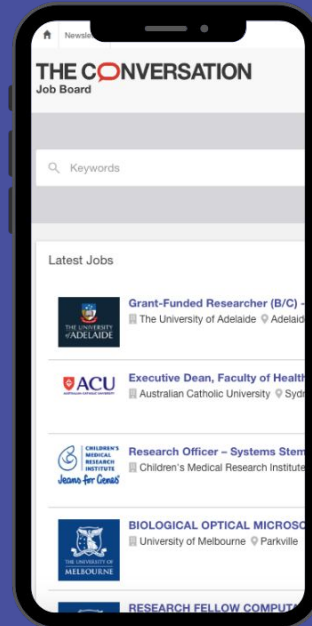 Newsle
THE CONVERSATION
Job Board
Keywords
Latest Jobs
THE UNIVERSITY
of ADELAIDE
Grant-Funded Researcher (B/C) -
The University of Adelaide Adelaid
ACU
AUSTRALIAN CATHOLIC UNIVERSITY
Executive Dean, Faculty of Health
Australian Catholic University Sydn
CHILDREN'S
MEDICAL
RESEARCH
INSTITUTE
Jeans for Genes
Research Officer – Systems Stem
Children's Medical Research Institute
THE UNIVERSITY OF
MELBOURNE
BIOLOGICAL OPTICAL MICROSC
University of Melbourne Parkville
RESEARCH FELLOW COMPUTA